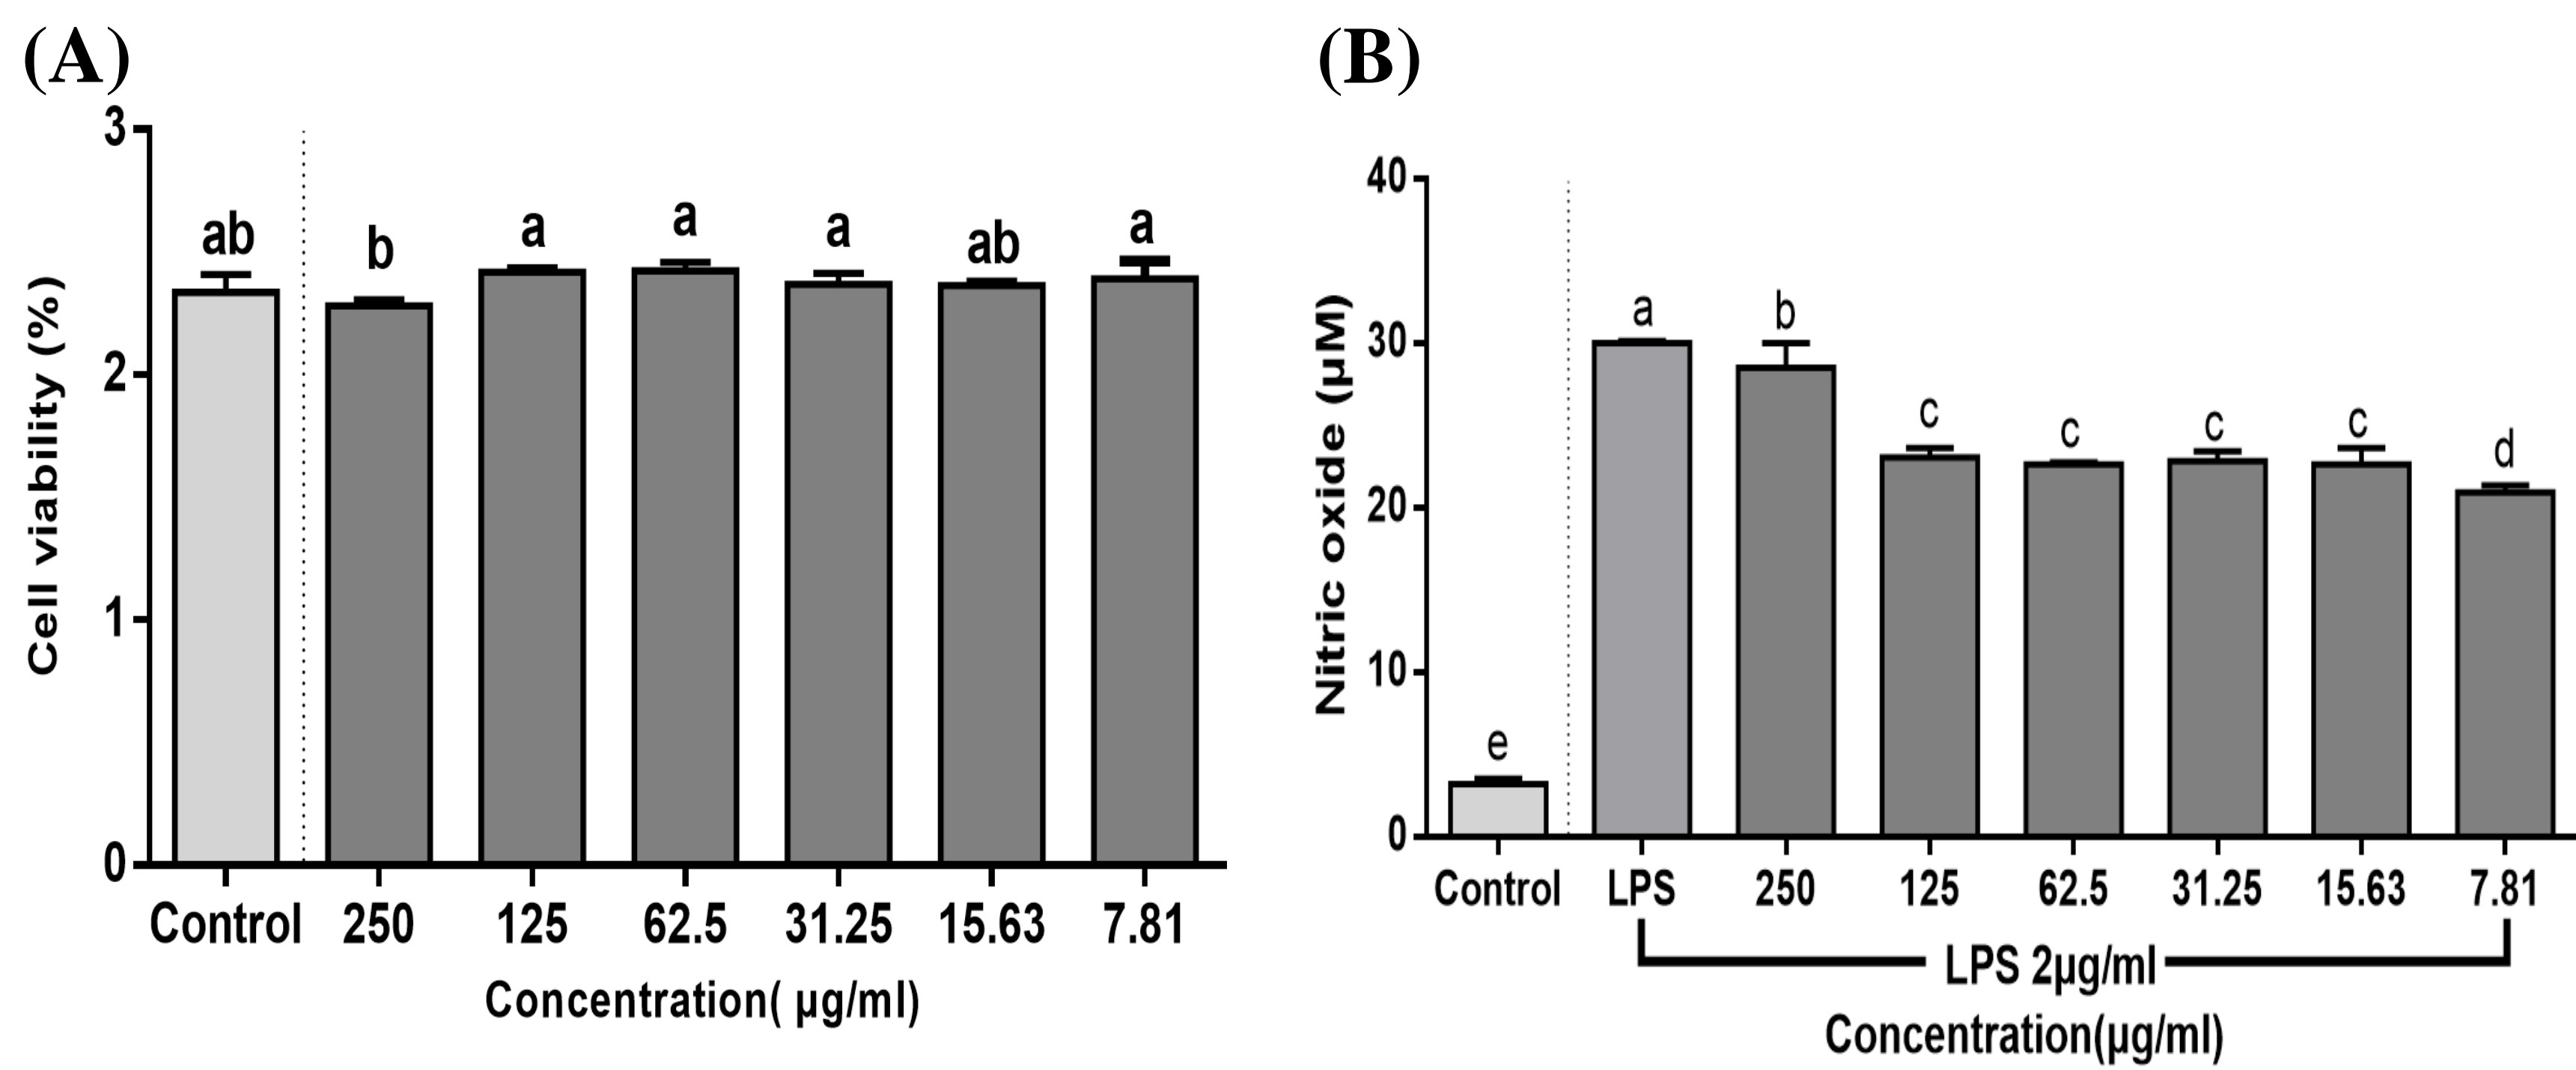 (A)
Cell viability (%)
3
2
1
0
ab
b
a
a
a
ab
a
Control 250 125 62.5 31.25 15.63 7.81
Concentration( µg/ml)
(B)
Nitric oxide (µM)
40
30
20
10
0
e
a
b
c
c
c
c
d
Control LPS 250 125 62.5 31.25 15.63 7.81
LPS 2µg/ml
Concentration(µg/ml)